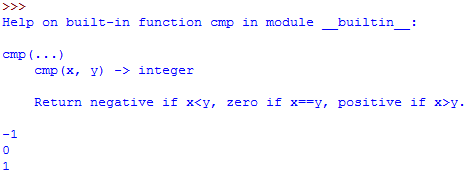 >>>
Help on built-in function cmp in module __builtin__:

cmp(...)
    cmp(x, y) -> integer

    Return negative if x<y, zero if x==y, positive if x>y.

-1
0
1